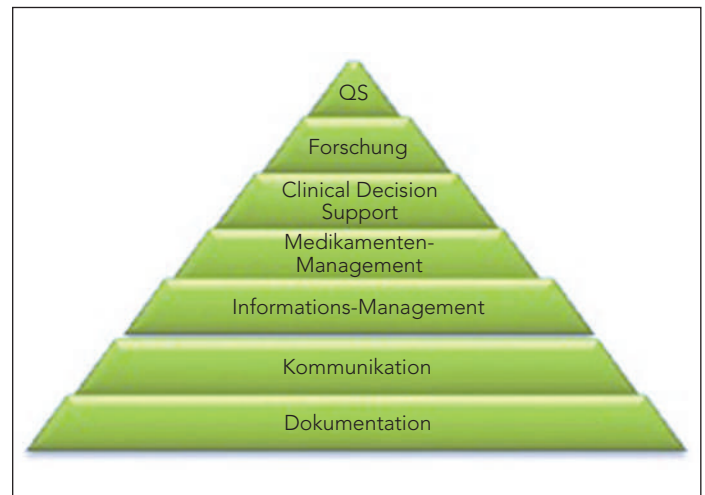 QS
Forschung
Clinical Decision
Support
Medikamenten-
Management
Informations-Management
Kommunikation
Dokumentation